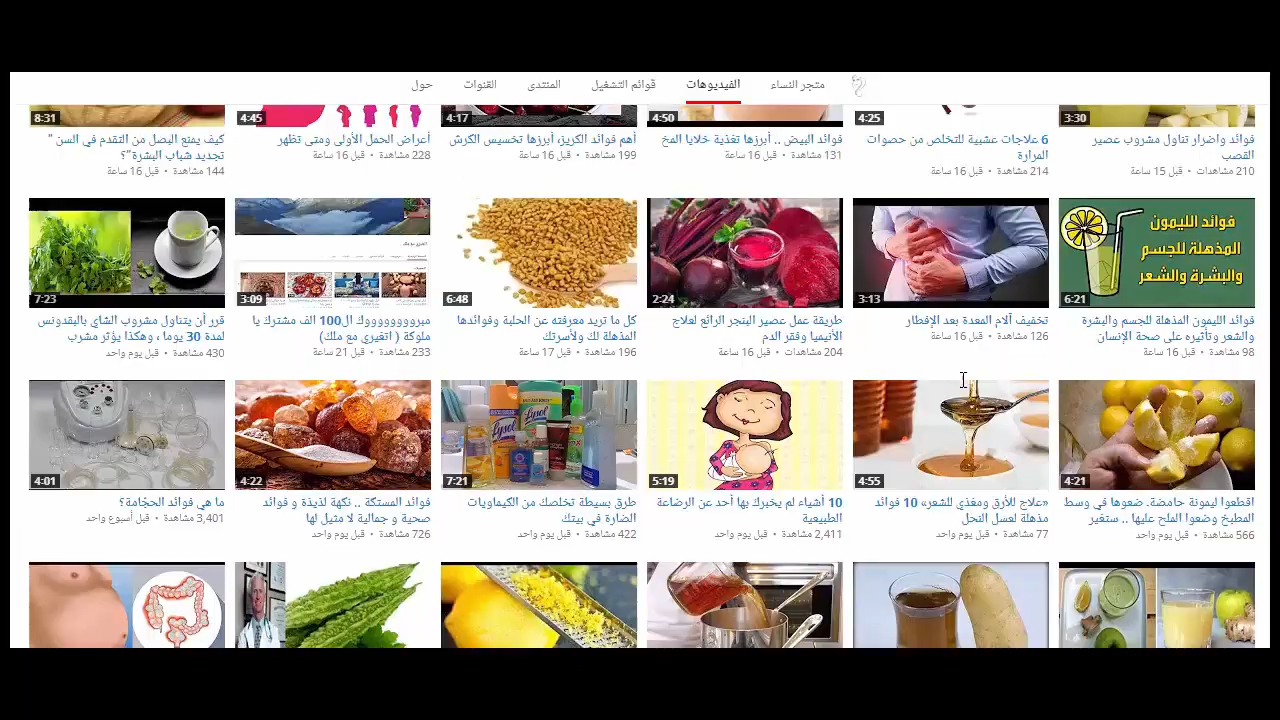 متجر النساء
الفيديوهات
قوائم التشغيل
المنتدى
القنوات
حول
3:30
فوائد واضرار تناول مشروب عصير
القصب
210 مشاهدات • قبل 15 ساعة
4:25
6 علاجات عشبية للتخلص من حصوات
المرارة
214 مشاهدة • قبل 16 ساعة
4:50
فوائد البيض .. أبرزها تغذية خلايا المخ
131 مشاهدة • قبل 16 ساعة
4:17
أهم فوائد الكريز، أبرزها تخسيس الكرش
199 مشاهدة • قبل 16 ساعة
4:45
أعراض الحمل الأولى ومتى تظهر
228 مشاهدة • قبل 16 ساعة
8:31
كيف يمنع البصل من التقدم في السن "
تجديد شباب البشرة"؟
144 مشاهدة • قبل 16 ساعة
فوائد الليمون
المذهلة للجسم
والبشرة والشعر
6:21
فوائد الليمون المذهلة للجسم والبشرة
والشعر وتأثيره على صحة الإنسان
98 مشاهدة • قبل 16 ساعة
3:13
تخفيف آلام المعدة بعد الإفطار
126 مشاهدة • قبل 16 ساعة
2:24
طريقة عمل عصير البنجر الرائع لعلاج
الأنيميا وفقر الدم
204 مشاهدات • قبل 16 ساعة
6:48
كل ما تريد معرفته عن الحلبة وفوائدها
المذهلة لك ولأسرتك
196 مشاهدة • قبل 17 ساعة
3:09
مبروووووووك ال100 الف مشترك يا
ملوكة ( اتغيري مع ملك)
233 مشاهدة • قبل 21 ساعة
7:23
قرر أن يتناول مشروب الشاي بالبقدونس
لمدة 30 يوما ، وهكذا يؤثر مشرب
430 مشاهدة • قبل يوم واحد
4:21
اقطعوا ليمونة حامضة. ضعوها في وسط
المطبخ وضعوا الملح عليها .. ستغير
566 مشاهدة • قبل يوم واحد
4:55
«علاج للأرق ومغذي للشعر» 10 فوائد
مذهلة لعسل النحل
77 مشاهدة • قبل يوم واحد
5:19
10 أشياء لم يخبرك بها أحد عن الرضاعة
الطبيعية
2,411 مشاهدة • قبل يوم واحد
Lysol
Lysol
7:21
طرق بسيطة تخلصك من الكيماويات
الضارة في بيتك
422 مشاهدة • قبل يوم واحد
4:22
فوائد المستكة .. نكهة لذيذة و فوائد
صحية و جمالية لا مثيل لها
726 مشاهدة • قبل يوم واحد
4:01
ما هي فوائد الحجّامة؟
3,401 مشاهدة • قبل أسبوع واحد